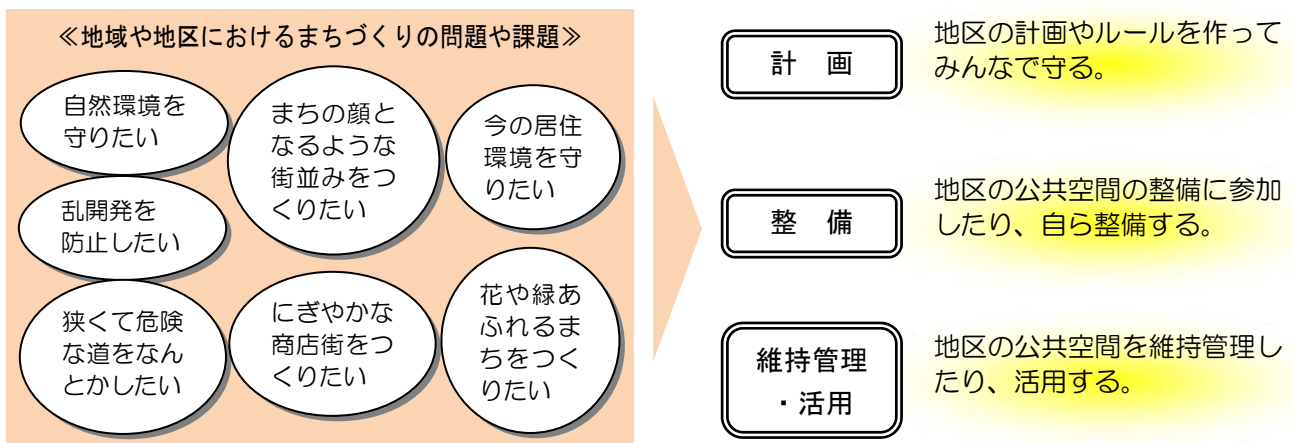 ≪地域や地区におけるまちづくりの問題や課題≫
自然環境を
守りたい
まちの顔と
なるような
街並みをつ
くりたい
今の居住
環境を守
りたい
乱開発を
防止したい
狭くて危険
な道をなん
とかしたい
にぎやかな
商店街をつ
くりたい
花や緑あ
ふれるま
ちをつく
りたい
計　画
地区の計画やルールを作って
みんなで守る。
整　備
地区の公共空間の整備に参加
したり、自ら整備する。
維持管理
・活用
地区の公共空間を維持管理し
たり、活用する。